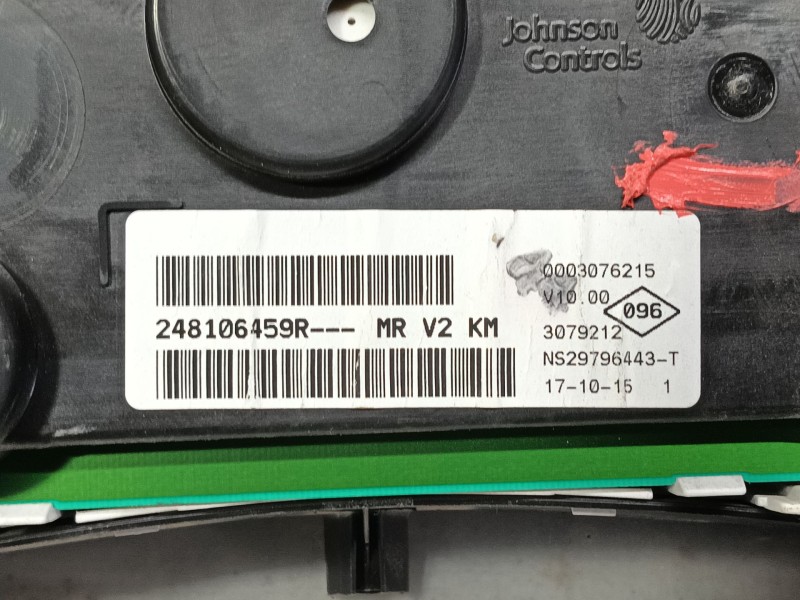 Johnson
Controls
0003076215
V10.00
096
248106459R--- MR V2 KM
3079212
NS29796443-T
17-10-15 1